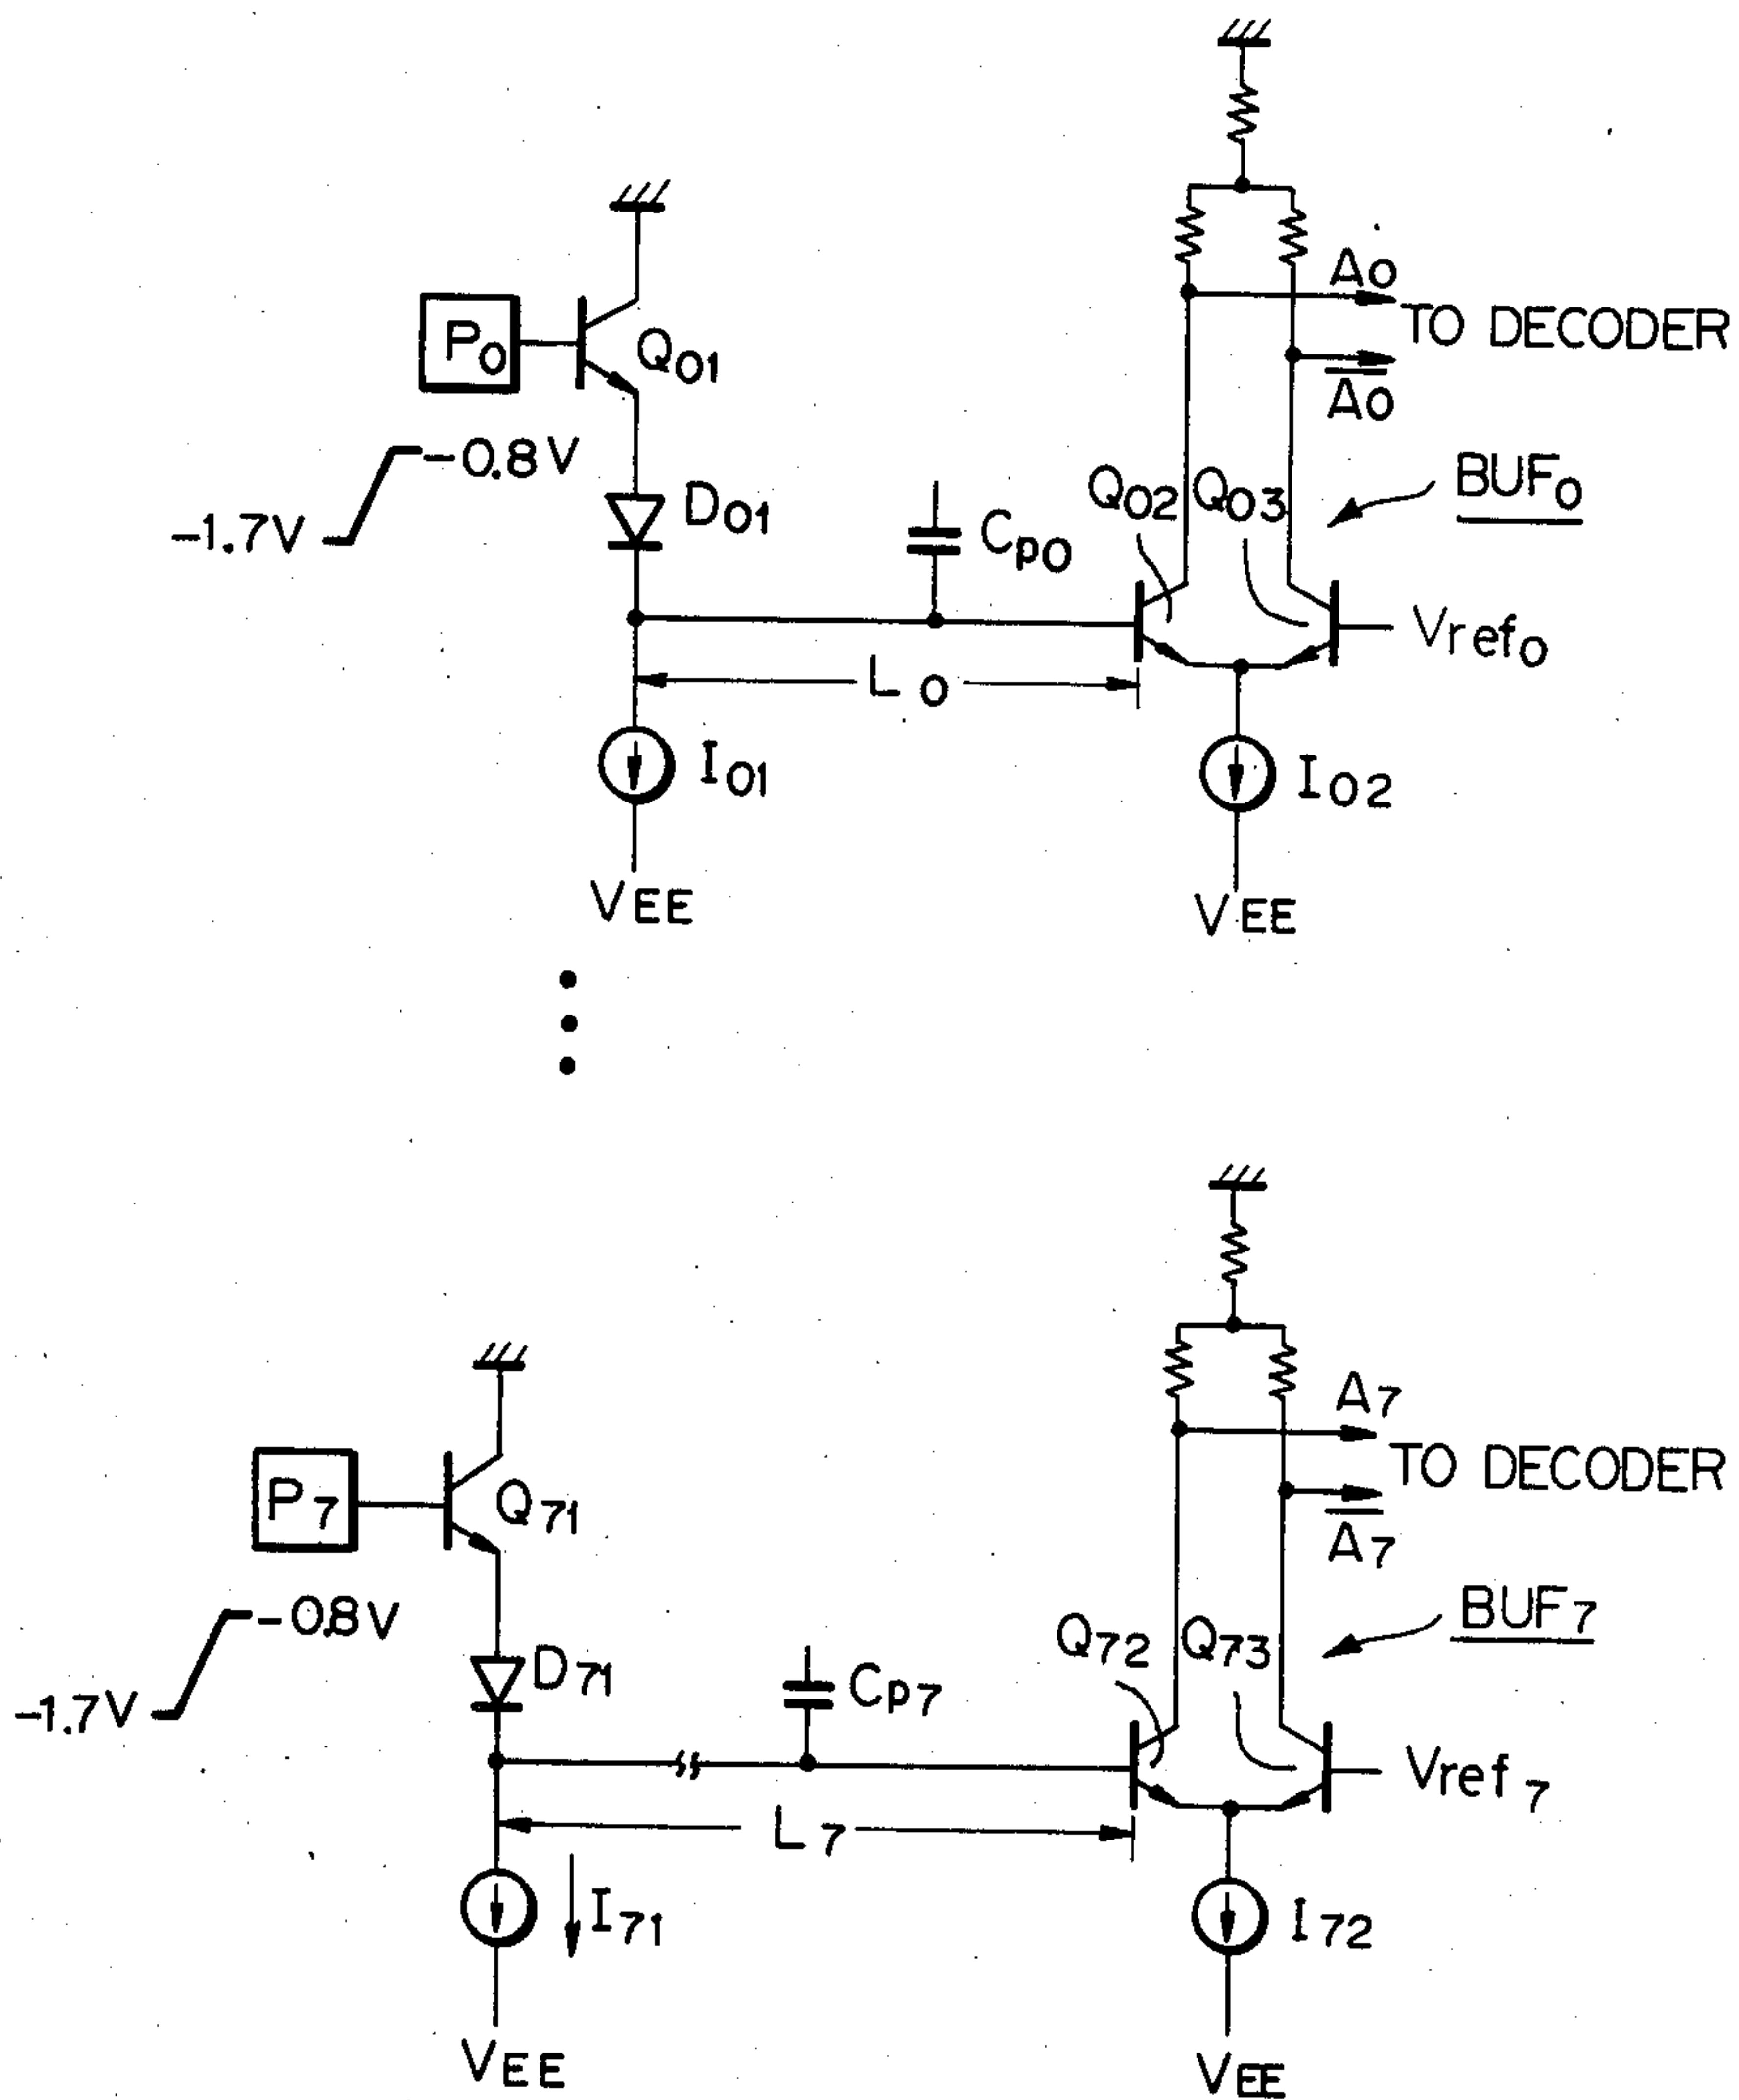 A0
TO DECODER
A0
P0
Q01
-0.8V
-1.7V
D01
Cp0
Q02
Q03
BUF0
Vref0
L0
I01
I02
VEE
VEE
A7
TO DECODER
A7
P7
Q71
-0.8V
-1.7V
D71
Cp7
Q72
Q73
BUF7
Vref7
L7
I71
I72
VEE
VEE